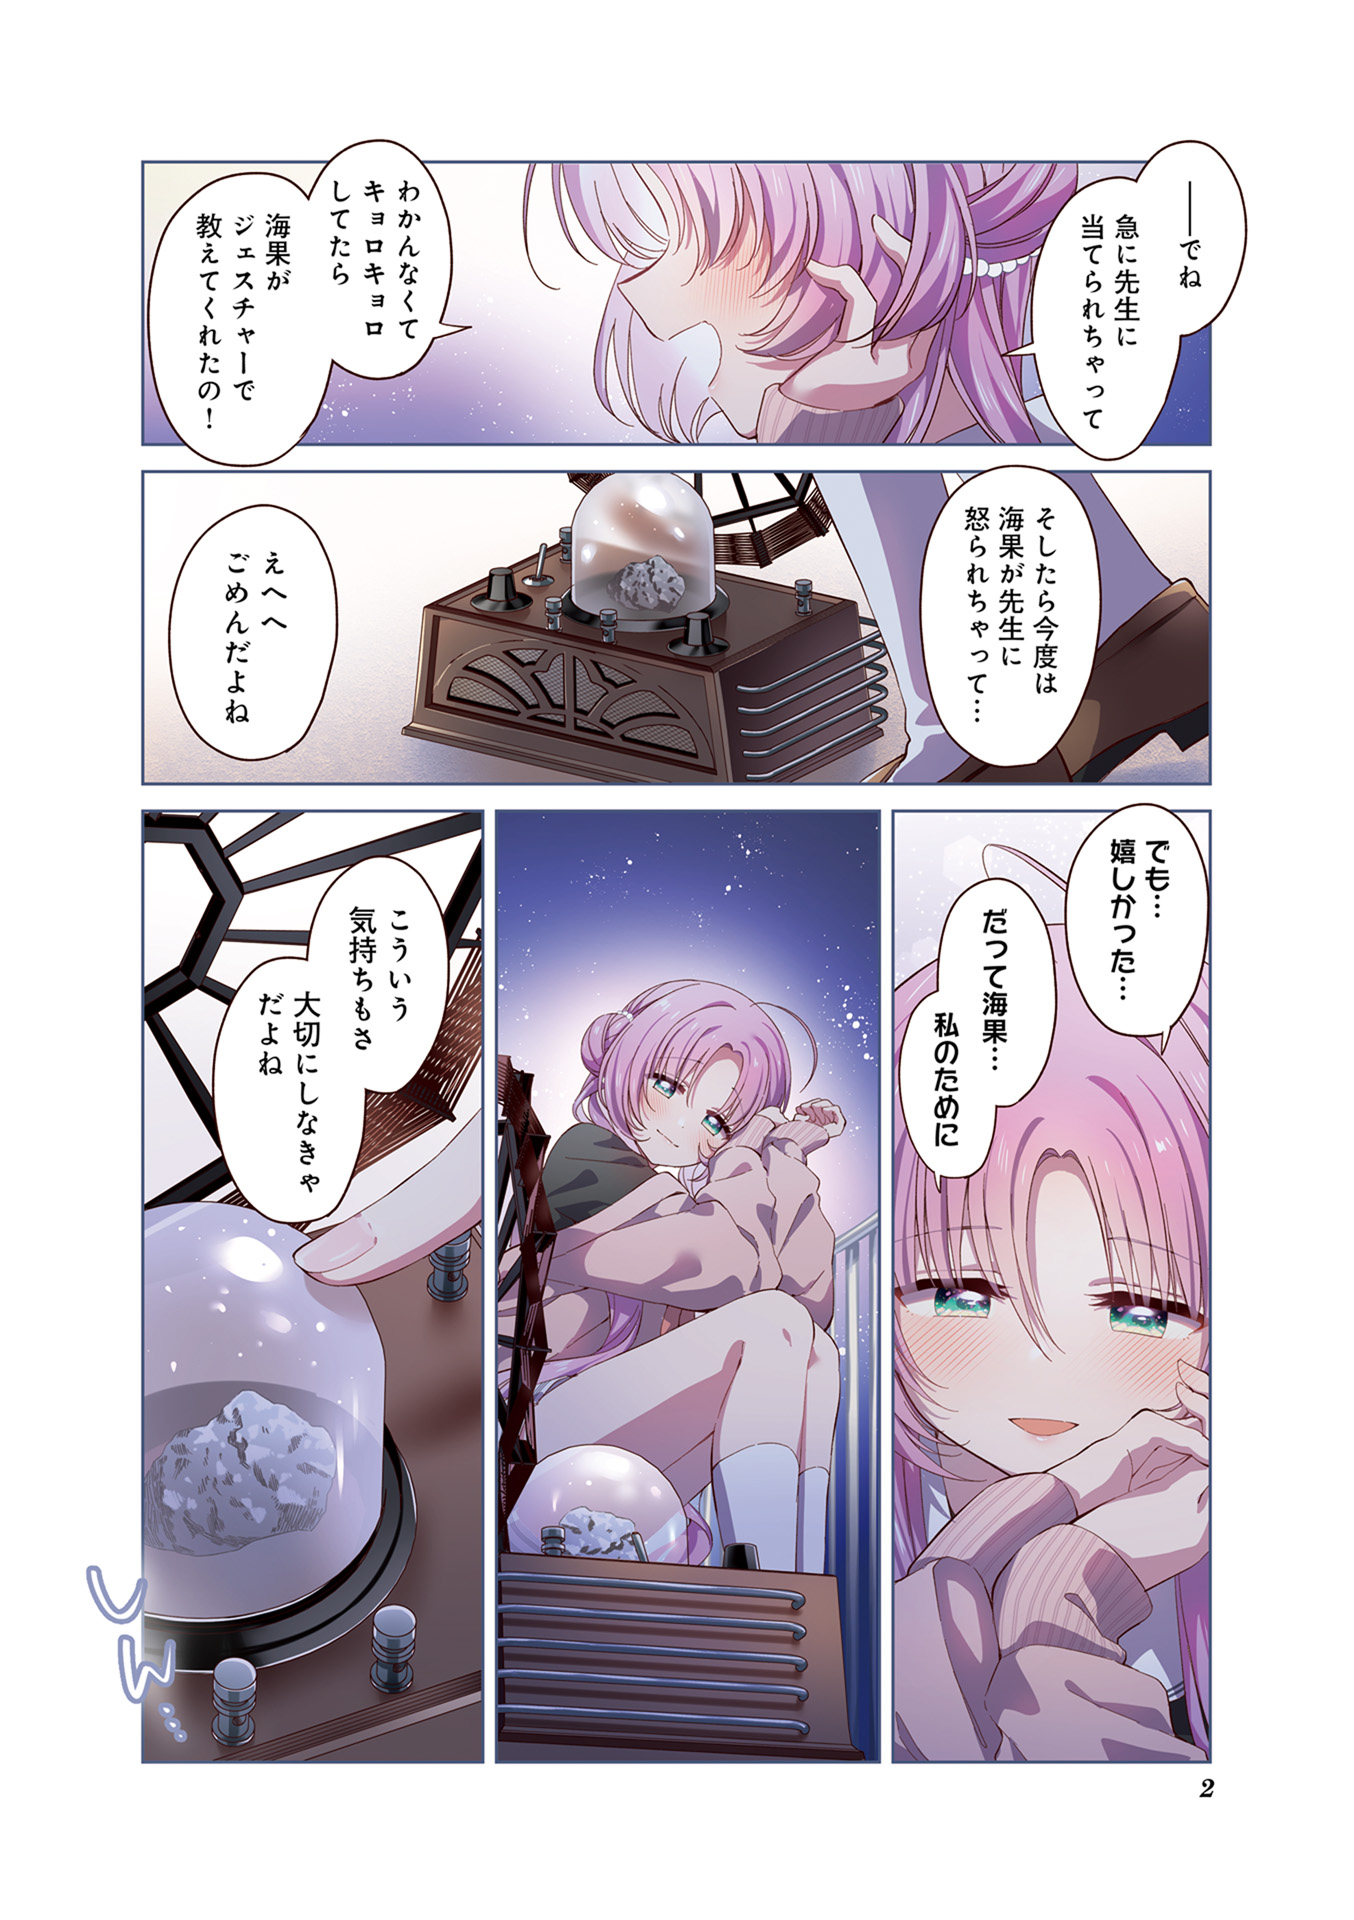 ――でね
急に先生に
当てられちゃって
わかんなくて
キョロキョロ
してたら
海果が
ジェスチャーで
教えてくれたの！
そしたら今度は
海果が先生に
怒られちゃって…
えへへ
ごめんだよね
でも…
嬉しかった…
だって海果…
私のために
こういう
気持ちもさ
大切にしなきゃ
だよね
しん…
2